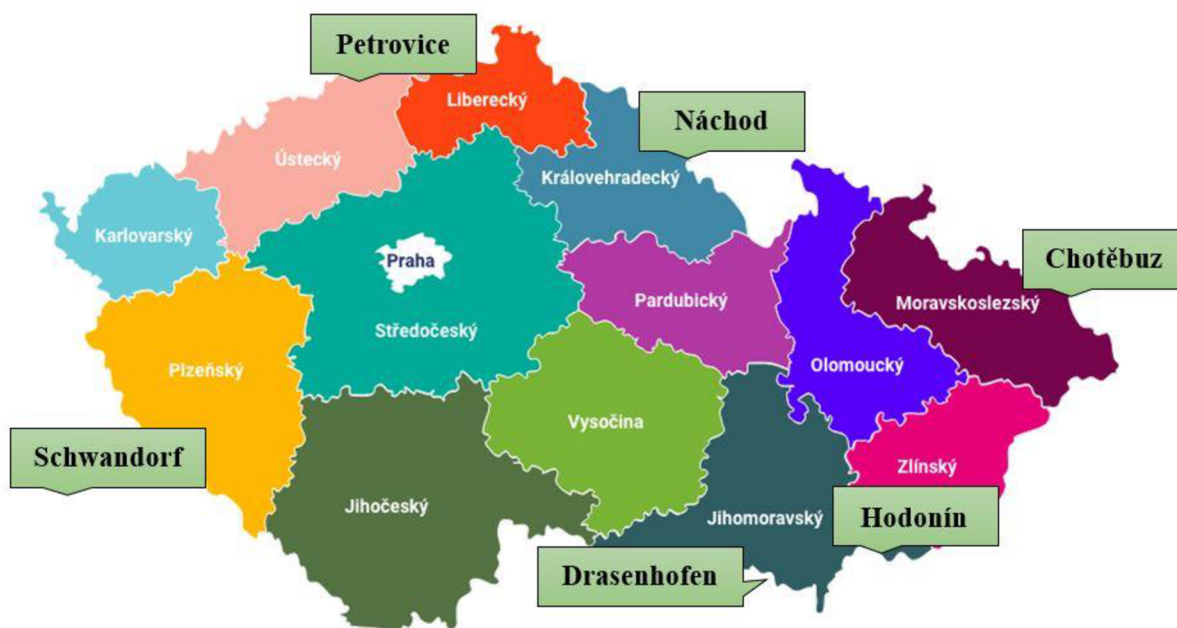 Petrovice
Liberecký
Náchod
Ústecký
Královehradecký
Karlovarský
Praha
Chotěbuz
Pardubický
Moravskoslezský
Středočeský
Plzeňský
Olomoucký
Vysočina
Schwandorf
Zlínský
Jihočeský
Jihomoravský
Hodonín
Drasenhofen